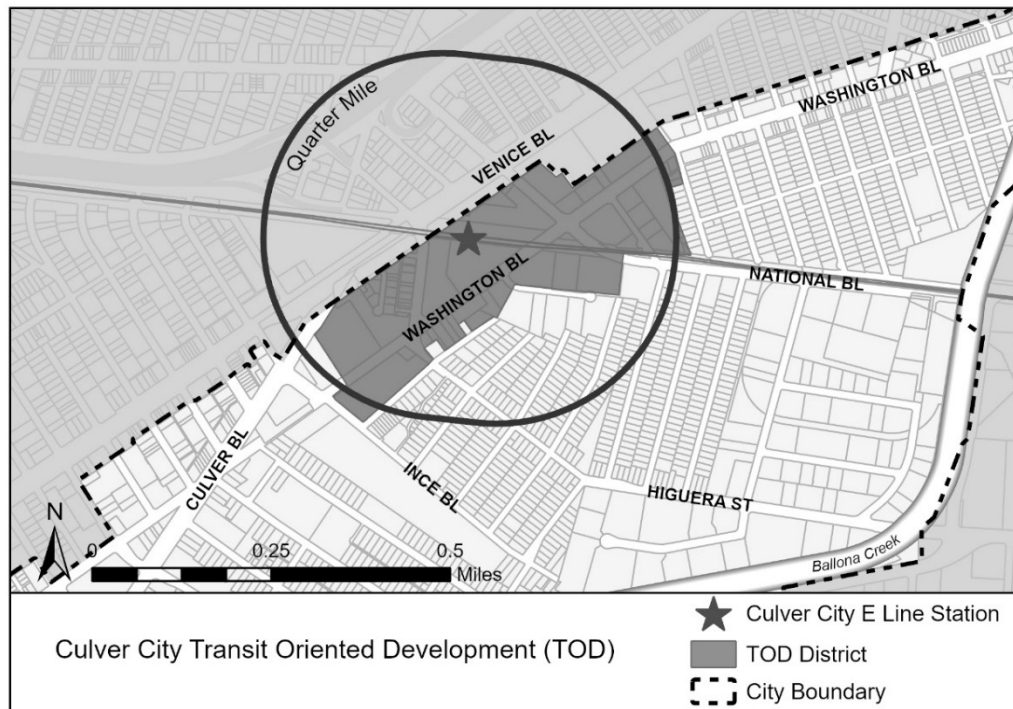 WASHINGTON BL
Quarter Mile
VENICE BL
WASHINGTON BL
NATIONAL BL
CULVER BL
INCE BL
HIGUERA ST
N
0 0.25 0.5
Miles
Ballona Creek
Culver City Transit Oriented Development (TOD)
Culver City E Line Station
TOD District
City Boundary